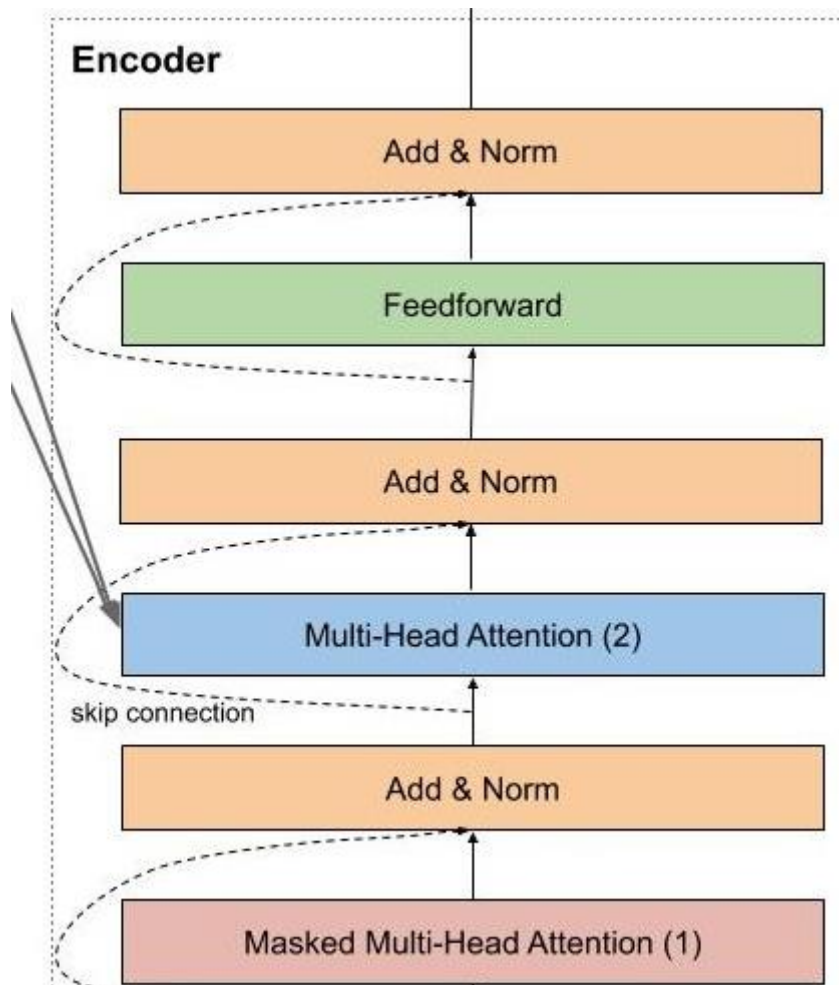 Encoder
Add & Norm
Feedforward
Add & Norm
Multi-Head Attention (2)
skip connection
Add & Norm
Masked Multi-Head Attention (1)